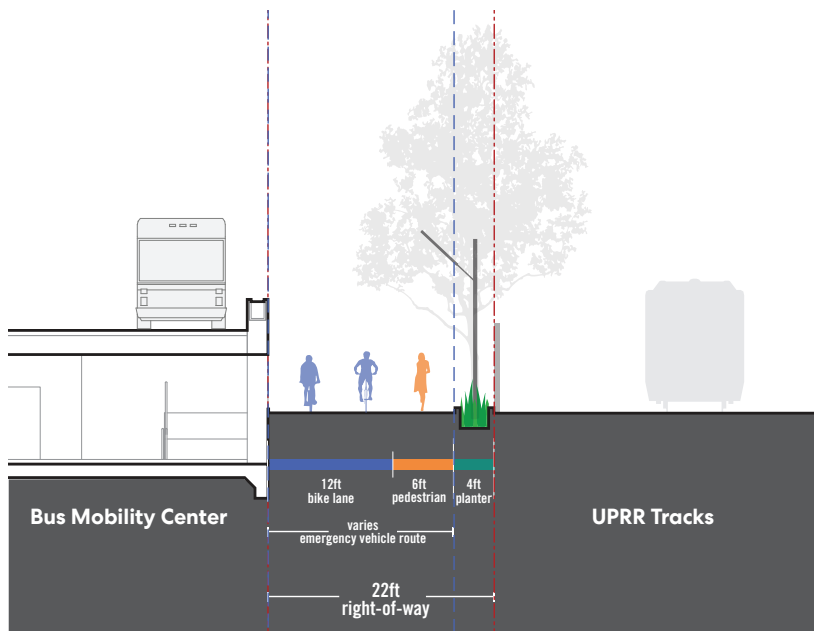 12ft
bike lane
6ft
pedestrian
4ft
planter
Bus Mobility Center
UPRR Tracks
varies
emergency vehicle route
22ft
right-of-way